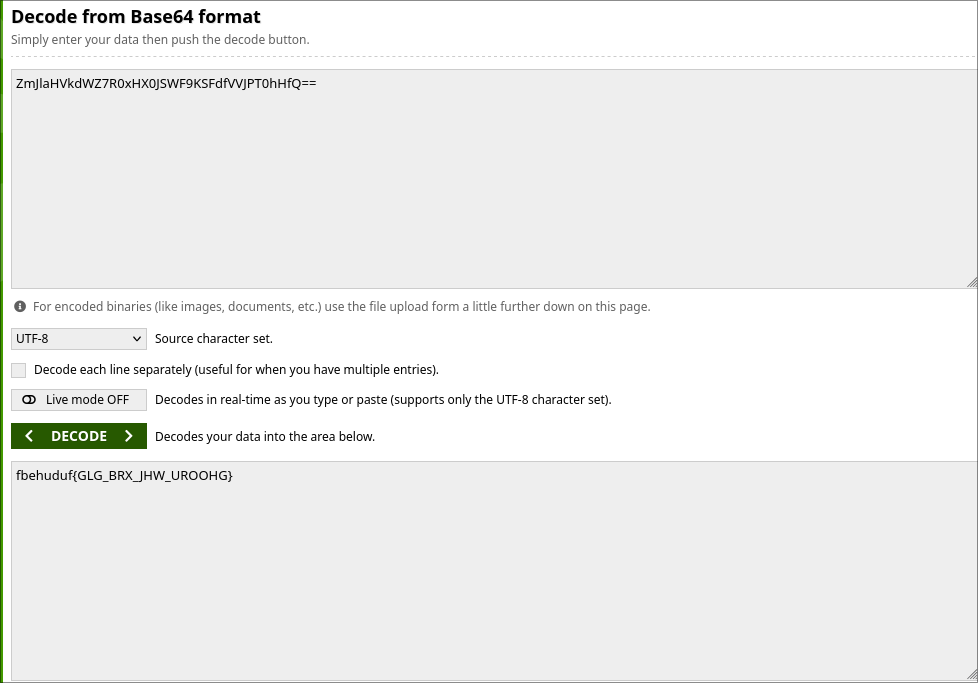 Decode from Base64 format
Simply enter your data then push the decode button.
ZmJlaHVkdWZ7R0xHX0JSWF9KSFdfVVJPT0hHfQ==
For encoded binaries (like images, documents, etc.) use the file upload form a little further down on this page.
UTF-8 Source character set.
Decode each line separately (useful for when you have multiple entries).
Live mode OFF Decodes in real-time as you type or paste (supports only the UTF-8 character set).
< DECODE > Decodes your data into the area below.
fbehuduf{GLG_BRX_JHW_UROOHG}